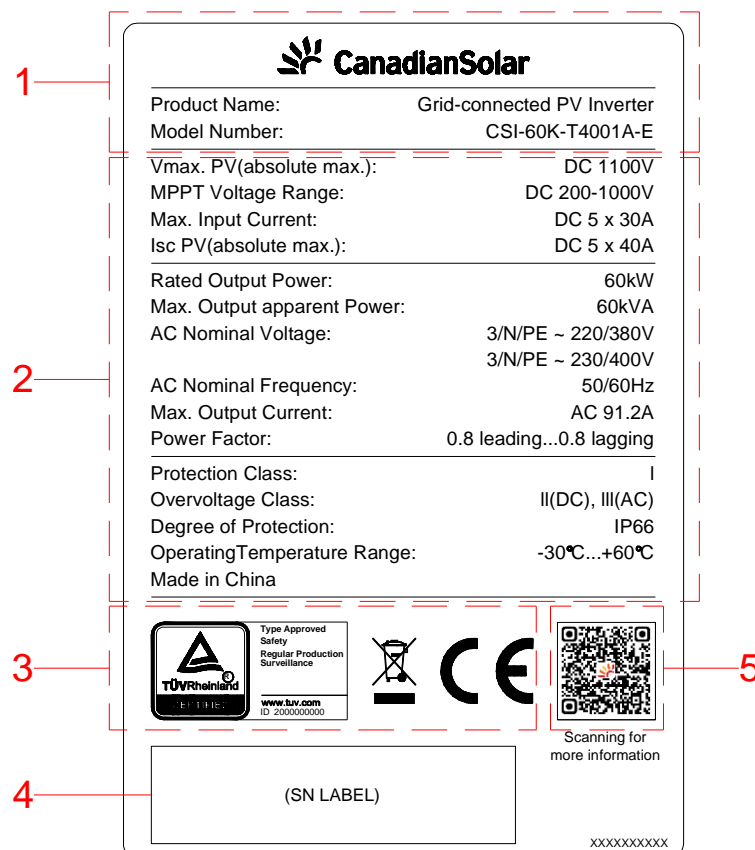 CanadianSolar
1
Product Name: Grid-connected PV Inverter
Model Number: CSI-60K-T4001A-E
Vmax. PV(absolute max.): DC 1100V
MPPT Voltage Range: DC 200-1000V
Max. Input Current: DC 5 x 30A
Isc PV(absolute max.): DC 5 x 40A
Rated Output Power: 60kW
Max. Output apparent Power: 60kVA
AC Nominal Voltage: 3/N/PE ~ 220/380V
3/N/PE ~ 230/400V
2
AC Nominal Frequency: 50/60Hz
Max. Output Current: AC 91.2A
Power Factor: 0.8 leading...0.8 lagging
Protection Class: I
Overvoltage Class: II(DC), III(AC)
Degree of Protection: IP66
OperatingTemperature Range: -30℃...+60℃
Made in China
3
TÜVRheinland
CERTIFIED
Type Approved
Safety
Regular Production
Surveillance
www.tuv.com
ID 2000000000
CE
5
Scanning for
more information
4
(SN LABEL)
XXXXXXXXXX